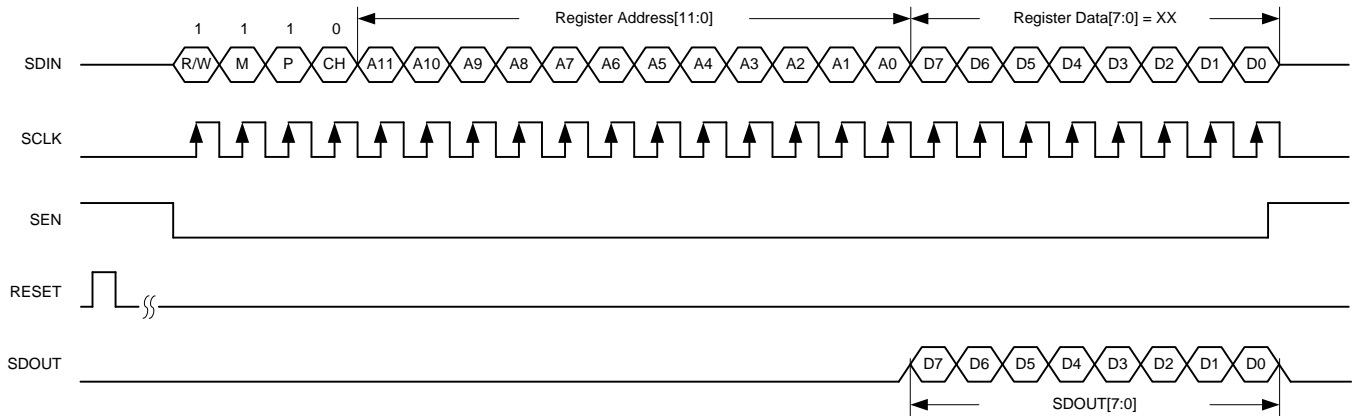 Register Address[11:0] Register Data[7:0] = XX
1 1 1 0
SDIN R/W M P CH A11 A10 A9 A8 A7 A6 A5 A4 A3 A2 A1 A0 D7 D6 D5 D4 D3 D2 D1 D0
SCLK
SEN
RESET
SDOUT D7 D6 D5 D4 D3 D2 D1 D0
SDOUT[7:0]